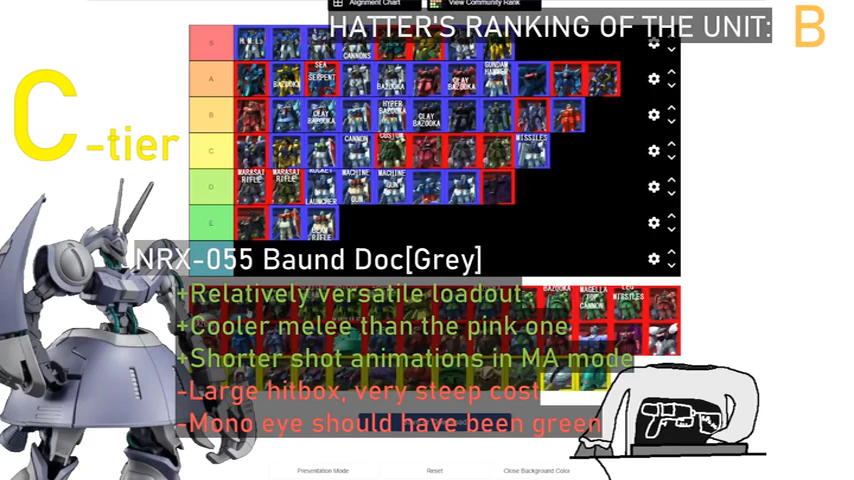 Alignment Chart
View Community Rank
HATTER'S RANKING OF THE UNIT: B
C-tier
S
CANNONS
A
BAZOOKA
SEA SERPENT
BAZOOKA
CLAY BAZOOKA
GUNDAM HAMMER
B
CLAY BAZOOKA
HYPER BAZOOKA
CLAY BAZOOKA
C
CANNON
CUSTOM
MISSILES
D
MARASAI RIFLE
MARASAI RIFLE
ROCKET LAUNCHER
MACHINE GUN
MACHINE GUN
E
BEAM RIFLE
NRX-055 Baund Doc[Grey]
+Relatively versatile loadout
+Cooler melee than the pink one
+Shorter shot animations in MA mode
-Large hitbox, very steep cost
-Mono eye should have been green
BAZOOKA
MAGELLA TOP CANNON
LEG MISSILES
Presentation Mode
Reset
Close Background Color